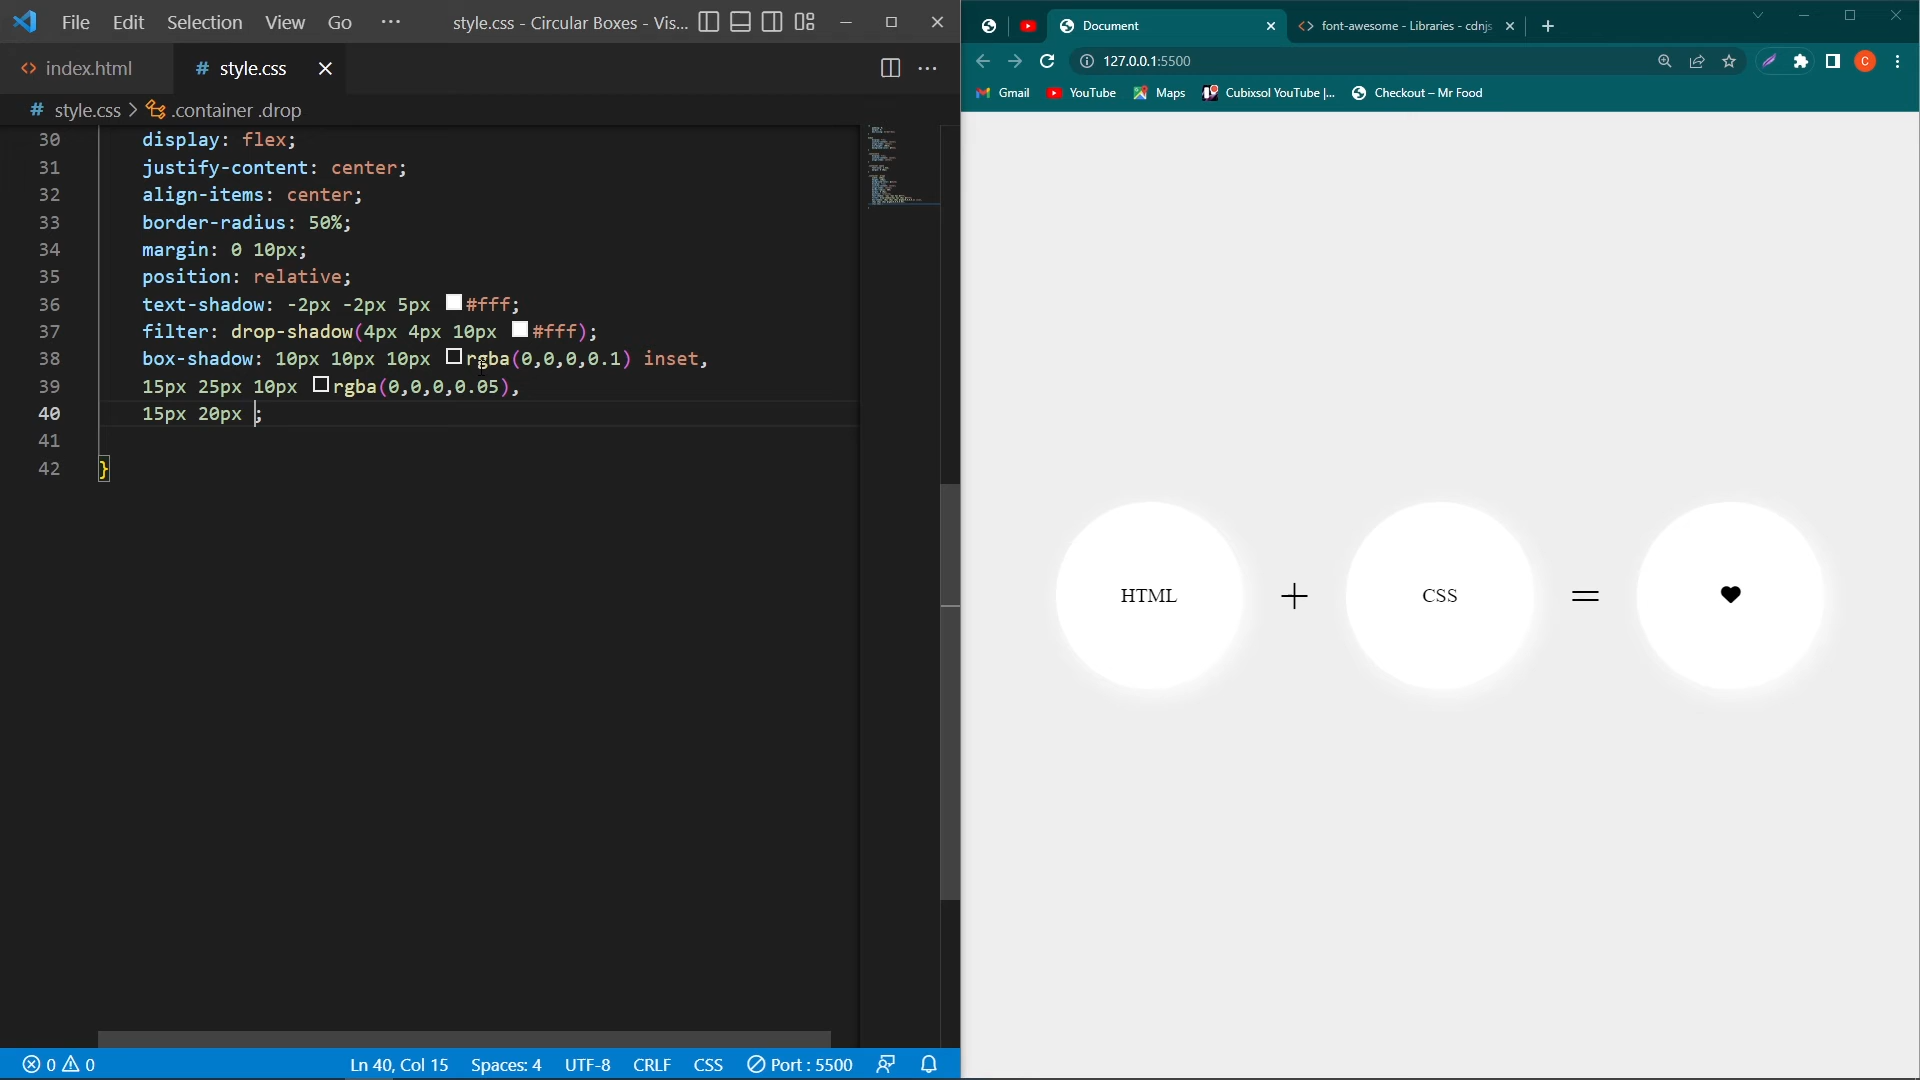 File Edit Selection View Go ··· style.css - Circular Boxes - Vis...
index.html # style.css
# style.css > .container .drop
30 display: flex;
31 justify-content: center;
32 align-items: center;
33 border-radius: 50%;
34 margin: 0 10px;
35 position: relative;
36 text-shadow: -2px -2px 5px #fff;
37 filter: drop-shadow(4px 4px 10px #fff);
38 box-shadow: 10px 10px 10px rgba(0,0,0,0.1) inset,
39 15px 25px 10px rgba(0,0,0,0.05),
40 15px 20px ;
41
42 }
0 0 Ln 40, Col 15 Spaces: 4 UTF-8 CRLF CSS Port : 5500
Document font-awesome - Libraries - cdnjs
127.0.0.1:5500 C
Gmail YouTube Maps Cubixsol YouTube |... Checkout – Mr Food
HTML + CSS =